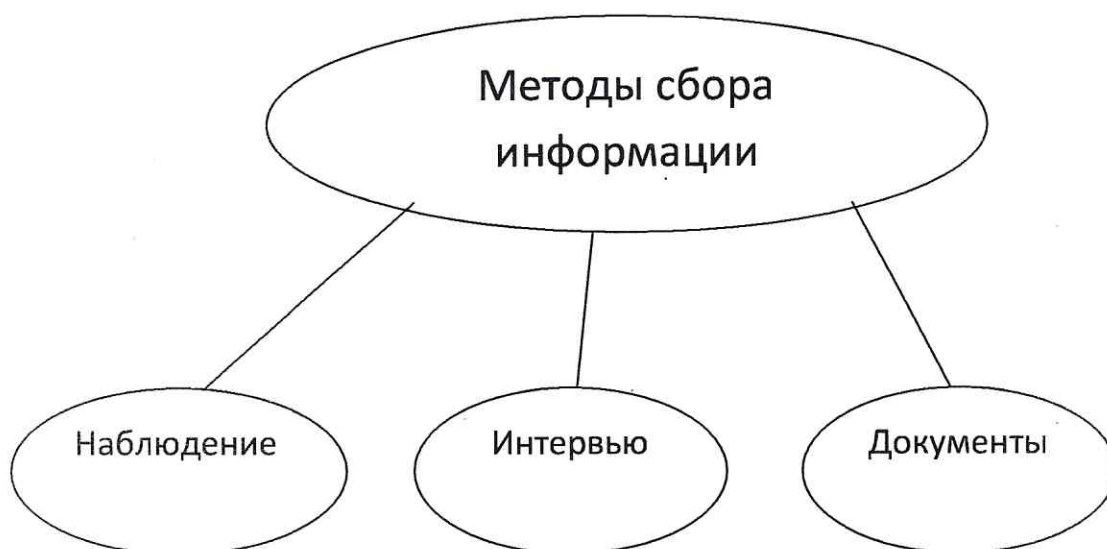 Методы сбора
информации
Наблюдение
Интервью
Документы